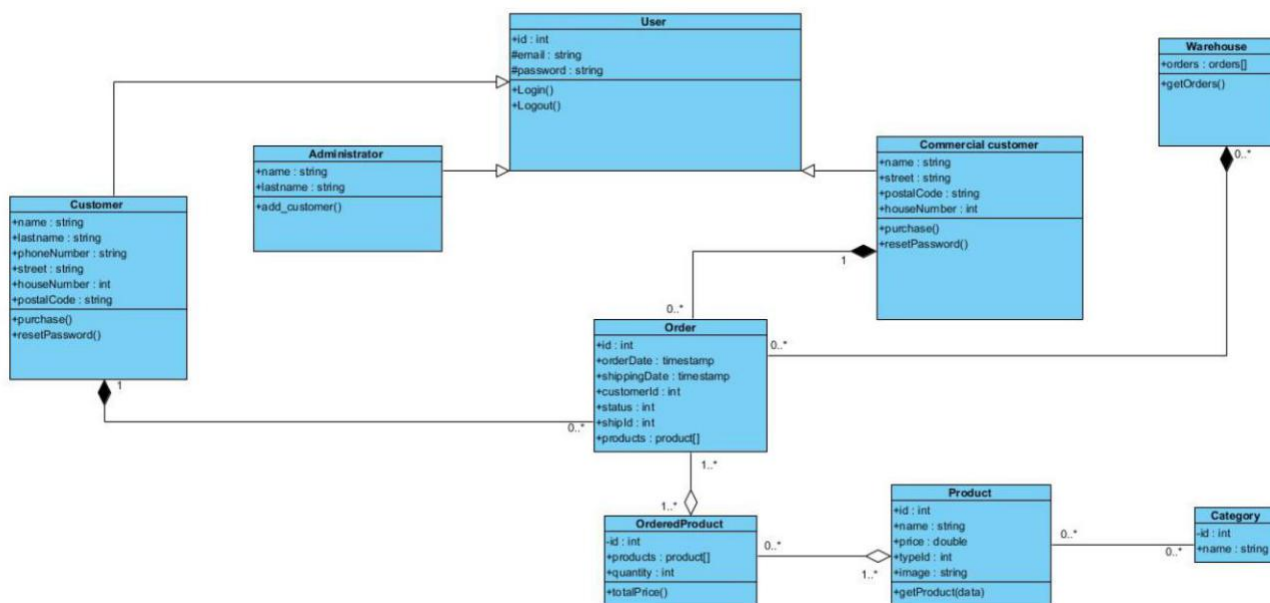 User
+id : int
#email : string
#password : string
+Login()
+Logout()
Warehouse
+orders : orders[]
+getOrders()
0..*
Administrator
+name : string
+lastname : string
+add_customer()
Commercial customer
+name : string
+street : string
+postalCode : string
+houseNumber : int
+purchase()
+resetPassword()
1
0..*
Customer
+name : string
+lastname : string
+phoneNumber : string
+street : string
+houseNumber : int
+postalCode : string
+purchase()
+resetPassword()
1
0..*
Order
+id : int
+orderDate : timestamp
+shippingDate : timestamp
+customerId : int
+status : int
+shipId : int
+products : product[]
0..*
1..*
1..*
OrderedProduct
-id : int
+products : product[]
+quantity : int
+totalPrice()
0..*
1..*
Product
+id : int
+name : string
+price : double
+typeId : int
+image : string
+getProduct(data)
0..*
0..*
Category
-id : int
+name : string